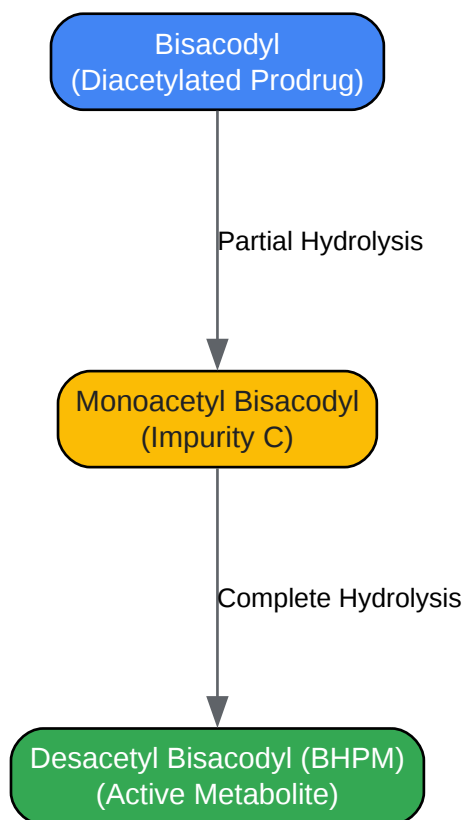 Bisacodyl
(Diacetylated Prodrug)
Partial Hydrolysis
Monoacetyl Bisacodyl
(Impurity C)
Complete Hydrolysis
Desacetyl Bisacodyl (BHPM)
(Active Metabolite)